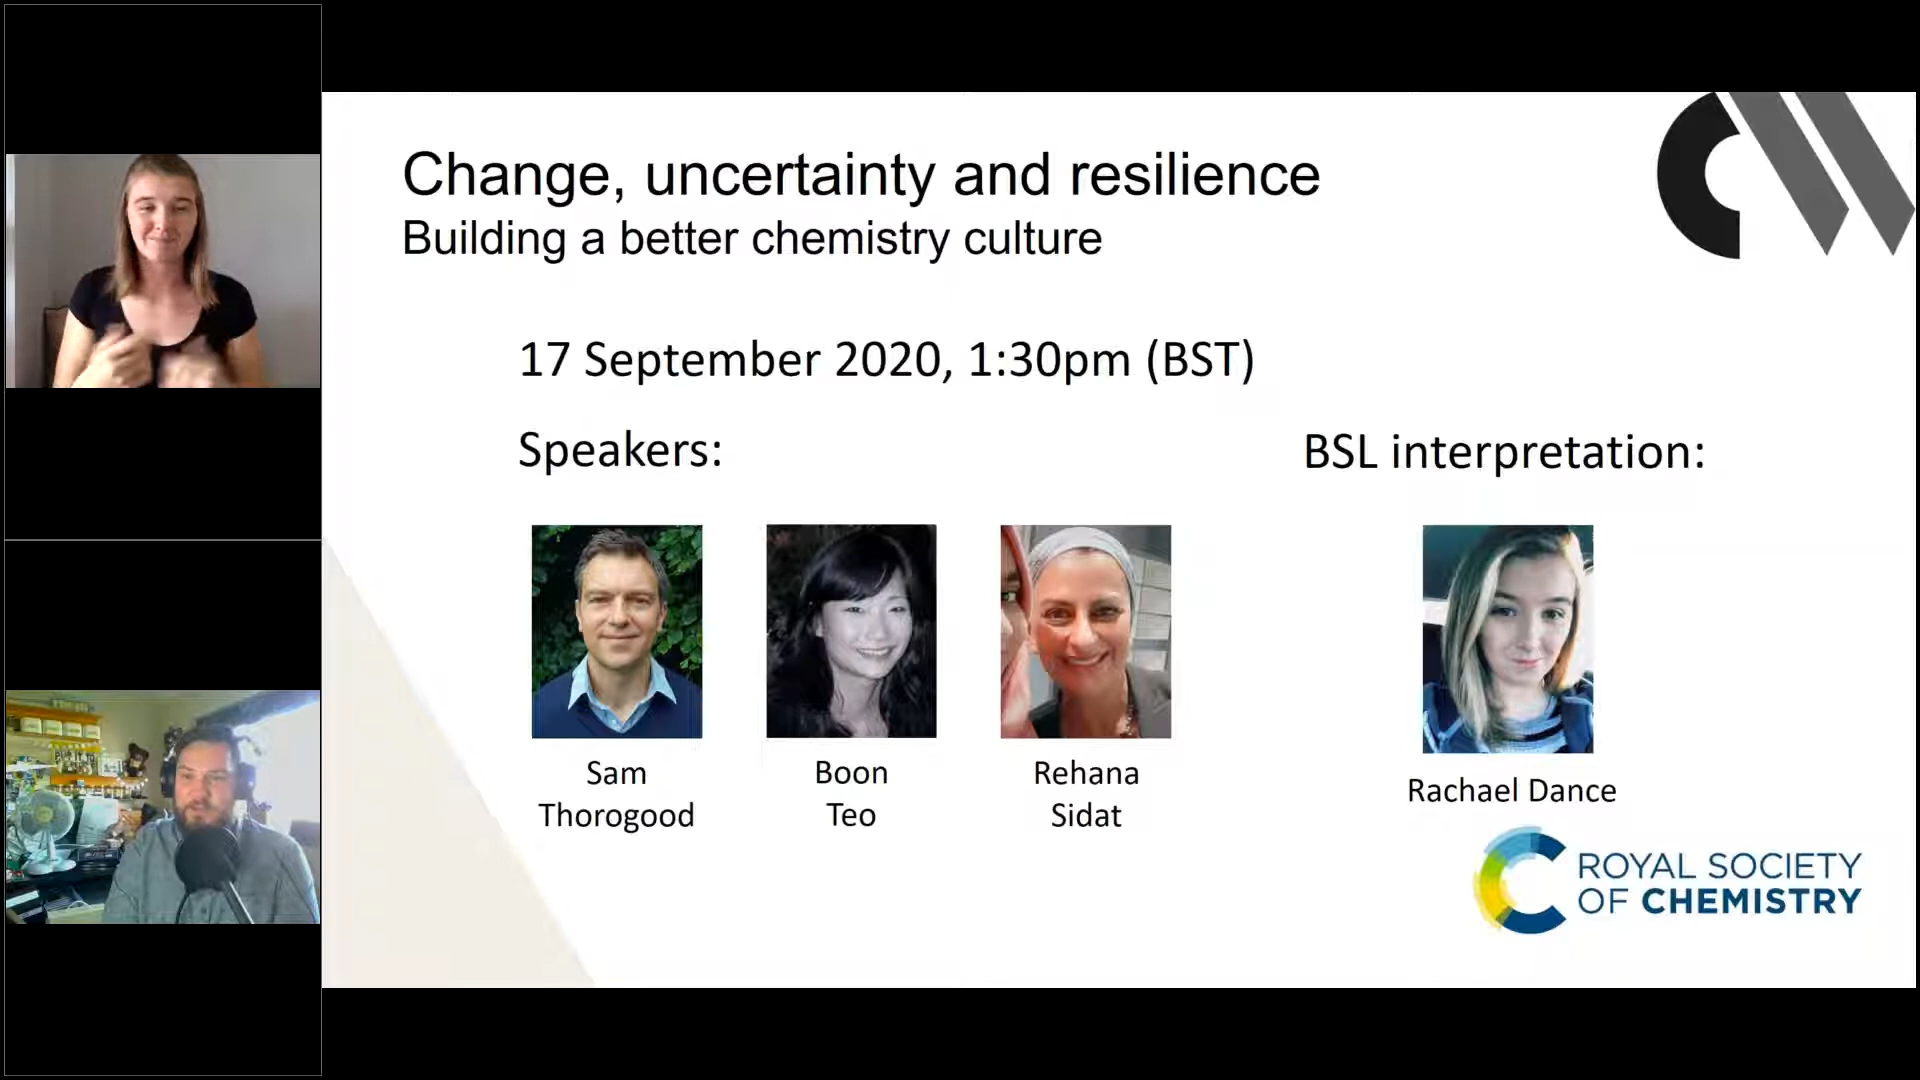 Change, uncertainty and resilience
Building a better chemistry culture
17 September 2020, 1:30pm (BST)
Speakers:
BSL interpretation:
Sam
Thorogood
Boon
Teo
Rehana
Sidat
Rachael Dance
ROYAL SOCIETY
OF CHEMISTRY